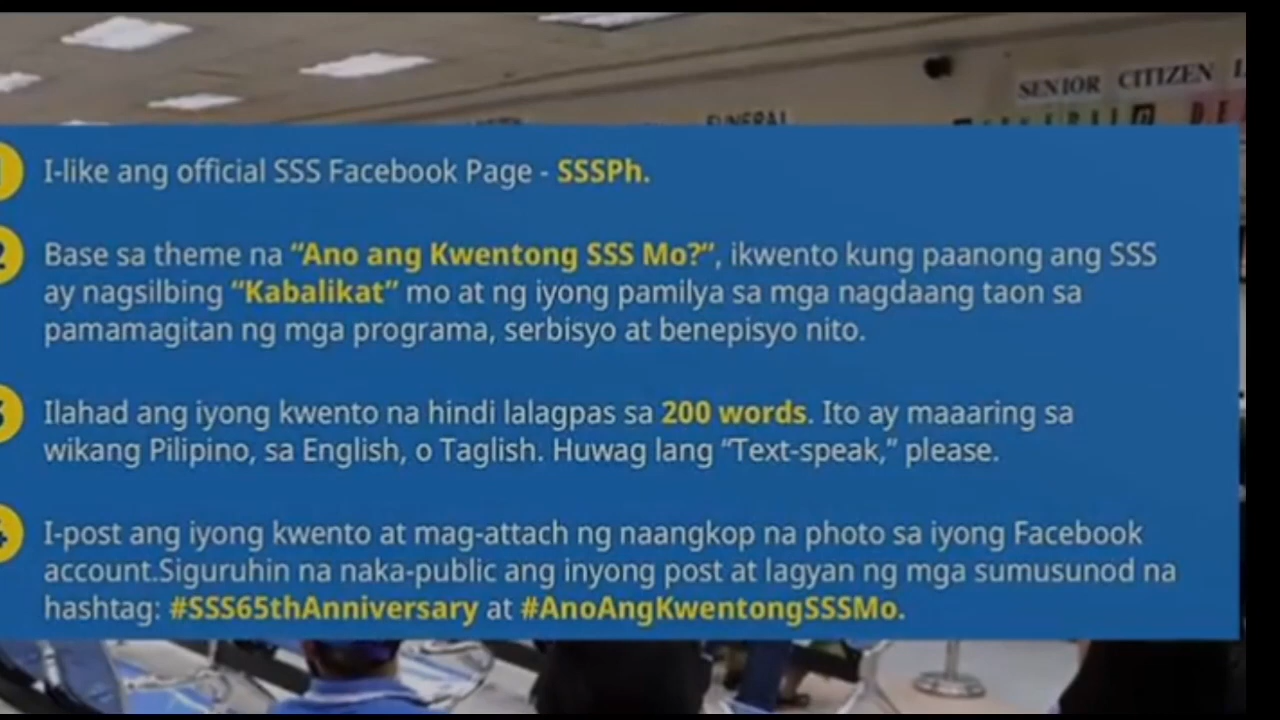 SENIOR CITIZEN
FUNERAL
I-like ang official SSS Facebook Page - SSSPh.
2
Base sa theme na “Ano ang Kwentong SSS Mo?”, ikwento kung paanong ang SSS
ay nagsilbing “Kabalikat” mo at ng iyong pamilya sa mga nagdaang taon sa
pamamagitan ng mga programa, serbisyo at benepisyo nito.
3
Ilahad ang iyong kwento na hindi lalagpas sa 200 words. Ito ay maaaring sa
wikang Pilipino, sa English, o Taglish. Huwag lang “Text-speak,” please.
4
I-post ang iyong kwento at mag-attach ng naangkop na photo sa iyong Facebook
account.Siguruhin na naka-public ang inyong post at lagyan ng mga sumusunod na
hashtag: #SSS65thAnniversary at #AnoAngKwentongSSSMo.